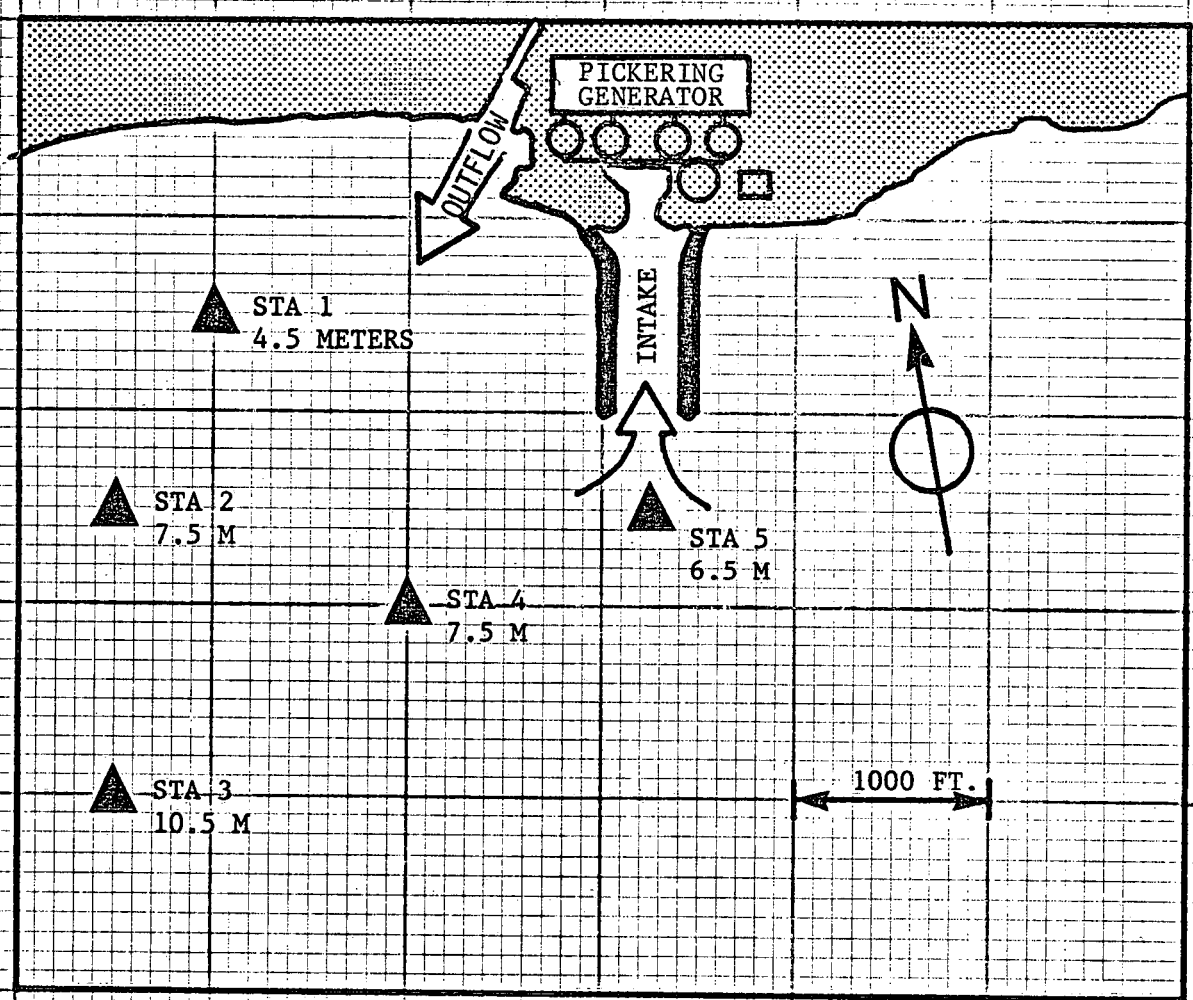 PICKERING
GENERATOR
OUTFLOW
INTAKE
N
STA 1
4.5 METERS
STA 2
7.5 M
STA 5
6.5 M
STA 4
7.5 M
STA 3
10.5 M
1000 FT.